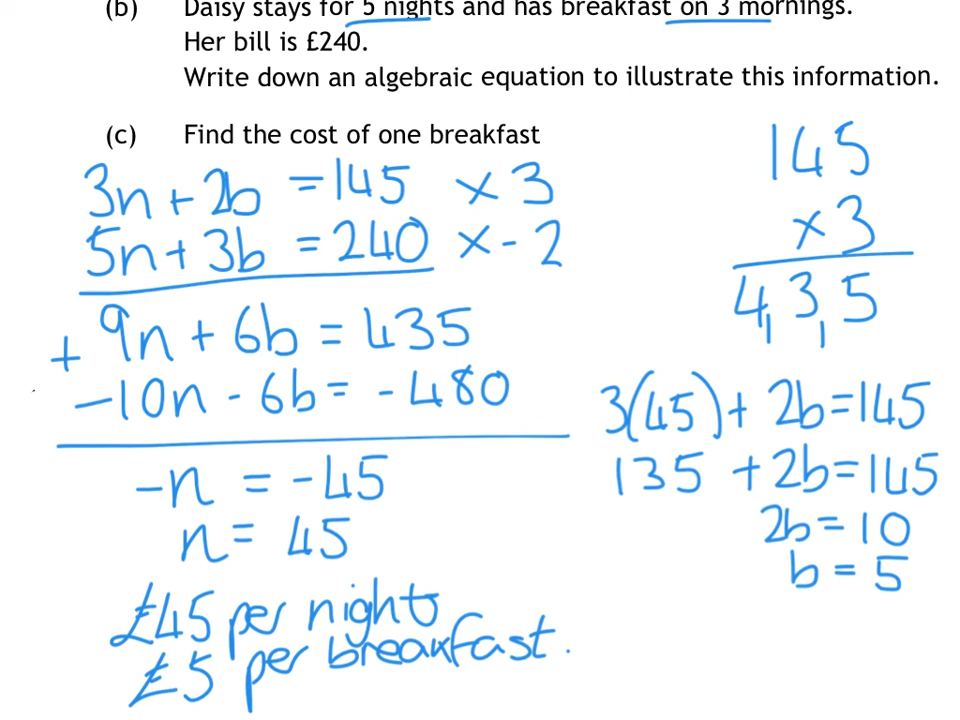 (b) Daisy stays for 5 nights and has breakfast on 3 mornings.
Her bill is £240.
Write down an algebraic equation to illustrate this information.
(c) Find the cost of one breakfast
3n + 2b = 145 × 3
5n + 3b = 240 × - 2
+ 9n + 6b = 435
-10n - 6b = - 480
-n = - 45
n = 45
£45 per night
£5 per breakfast.
145
× 3
4,3,5
3(45) + 2b = 145
135 + 2b = 145
2b = 10
b = 5